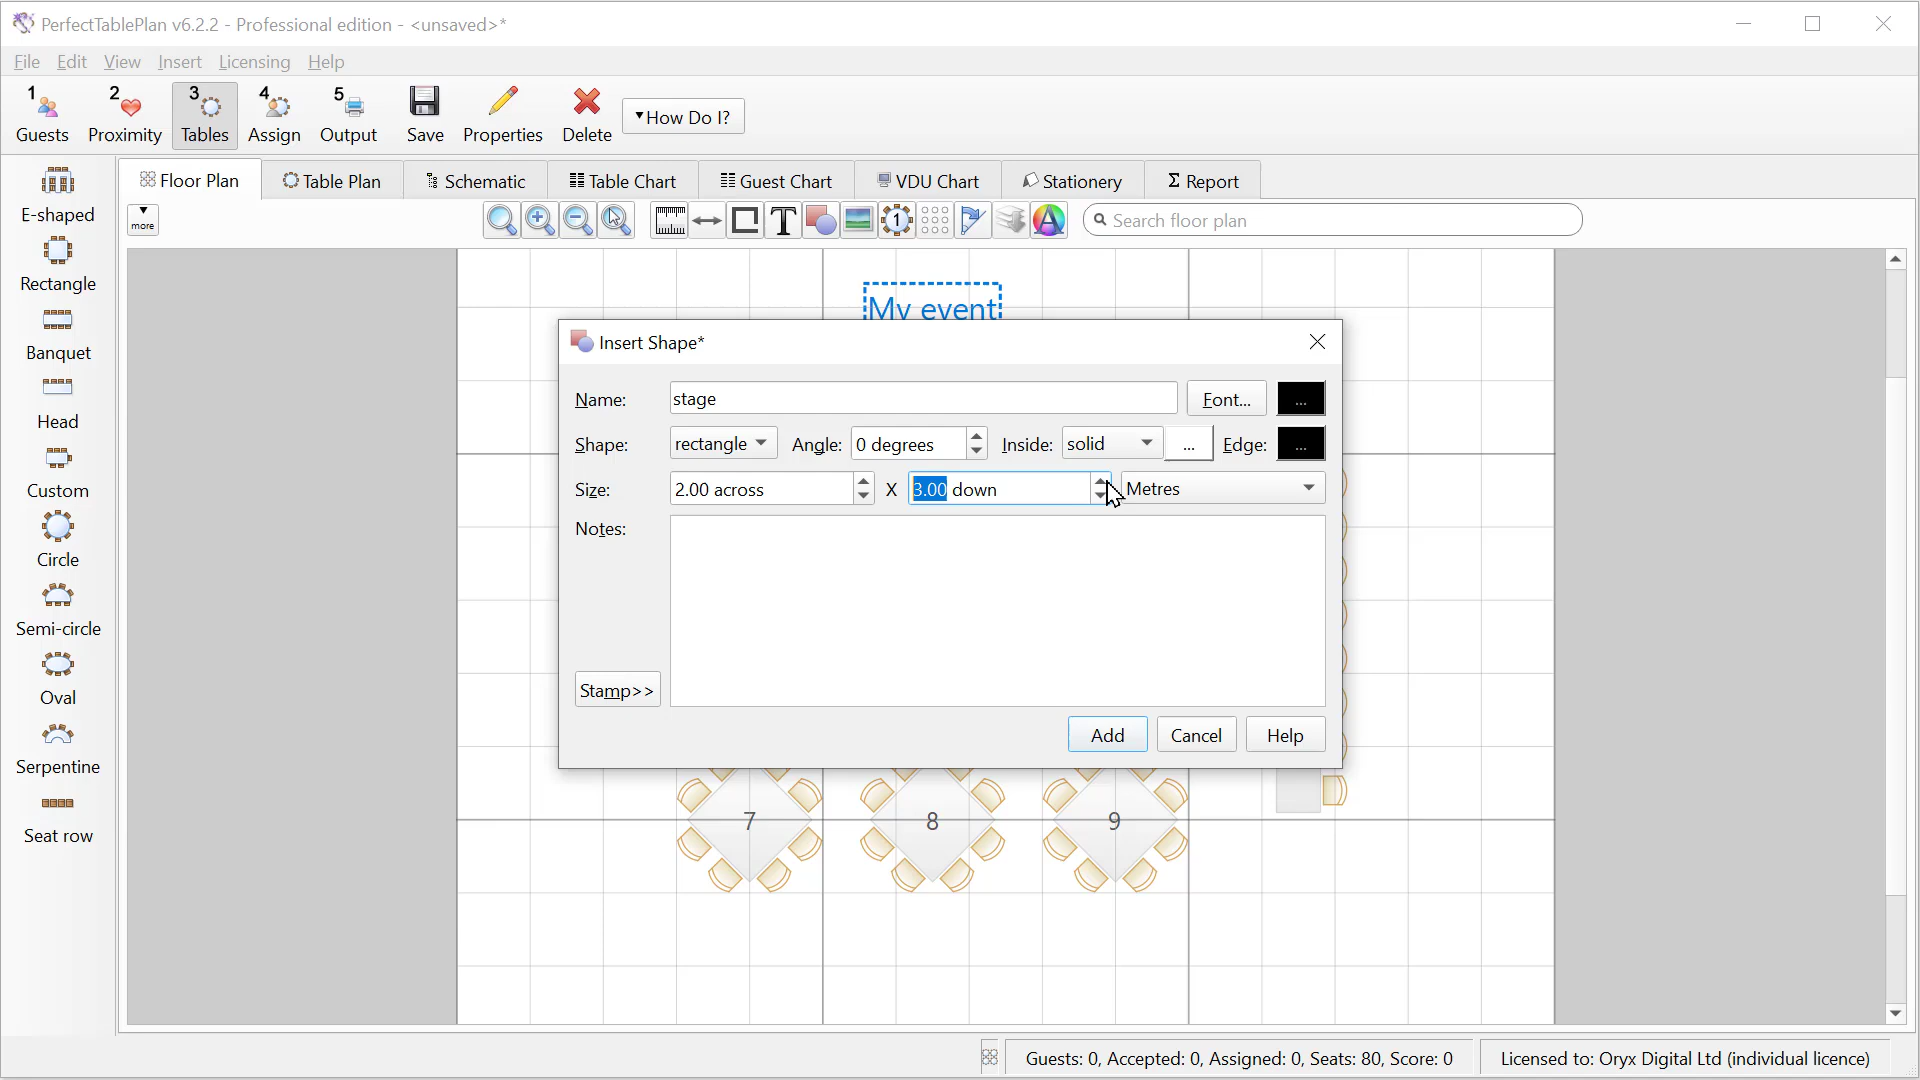 PerfectTablePlan v6.2.2 - Professional edition - <unsaved>*
File Edit View Insert Licensing Help
1 2 3 4 5
Guests Proximity Tables Assign Output Save Properties Delete How Do I?
Floor Plan Table Plan Schematic Table Chart Guest Chart VDU Chart Stationery Σ Report
more T 1 A Search floor plan
E-shaped
Rectangle
Banquet
Head
Custom
Circle
Semi-circle
Oval
Serpentine
Seat row
My event
Insert Shape*
Name: stage Font... ...
Shape: rectangle Angle: 0 degrees Inside: solid ... Edge: ...
Size: 2.00 across X 3.00 down Metres
Notes:
Stamp>>
Add Cancel Help
7 8 9
Guests: 0, Accepted: 0, Assigned: 0, Seats: 80, Score: 0 Licensed to: Oryx Digital Ltd (individual licence)